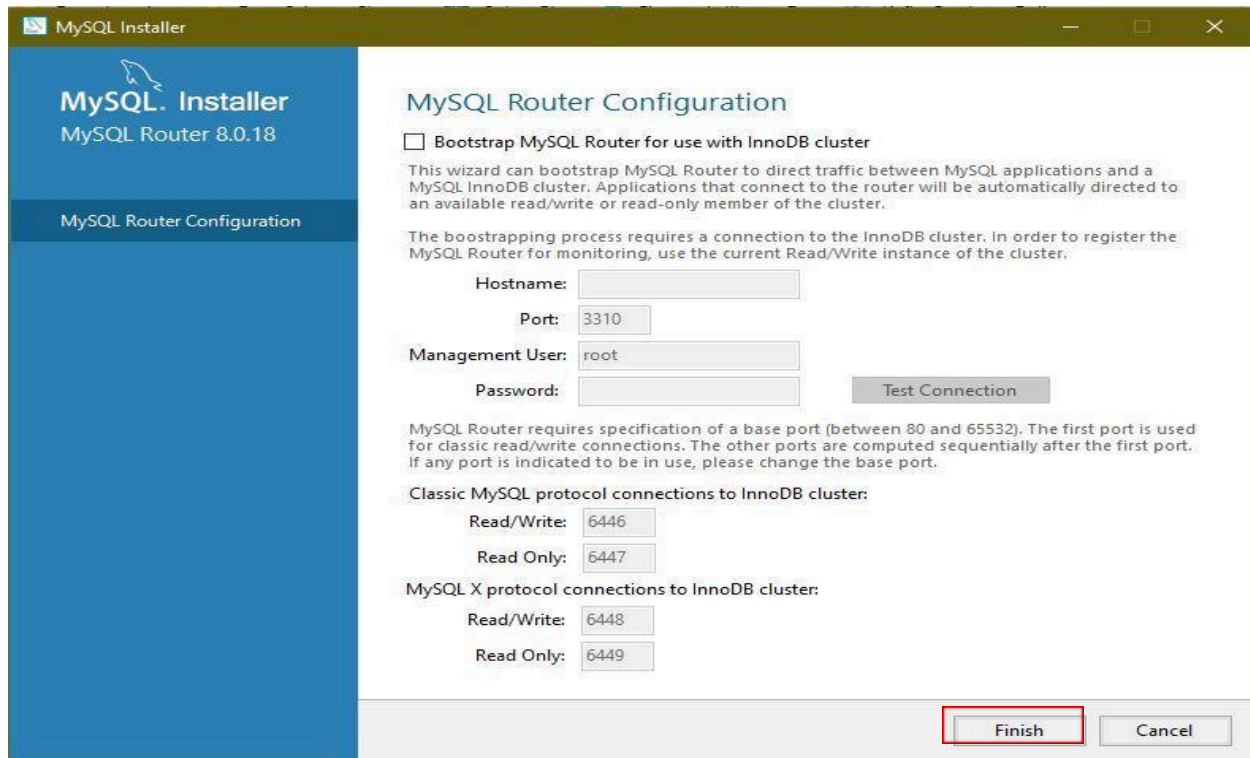 MySQL Installer
MySQL. Installer
MySQL Router 8.0.18
MySQL Router Configuration
MySQL Router Configuration
Bootstrap MySQL Router for use with InnoDB cluster
This wizard can bootstrap MySQL Router to direct traffic between MySQL applications and a
MySQL InnoDB cluster. Applications that connect to the router will be automatically directed to
an available read/write or read-only member of the cluster.
The boostrapping process requires a connection to the InnoDB cluster. In order to register the
MySQL Router for monitoring, use the current Read/Write instance of the cluster.
Hostname:
Port: 3310
Management User: root
Password: Test Connection
MySQL Router requires specification of a base port (between 80 and 65532). The first port is used
for classic read/write connections. The other ports are computed sequentially after the first port.
If any port is indicated to be in use, please change the base port.
Classic MySQL protocol connections to InnoDB cluster:
Read/Write: 6446
Read Only: 6447
MySQL X protocol connections to InnoDB cluster:
Read/Write: 6448
Read Only: 6449
Finish Cancel